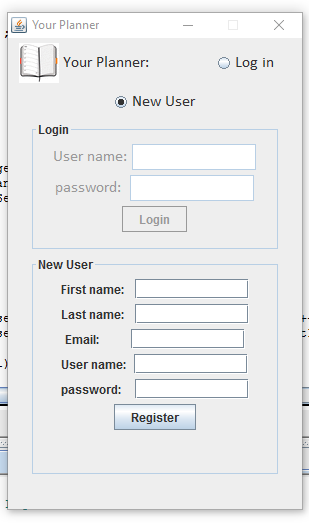 Your Planner
Your Planner: Log in
New User
Login
User name:
password:
Login
New User
First name:
Last name:
Email:
User name:
password:
Register